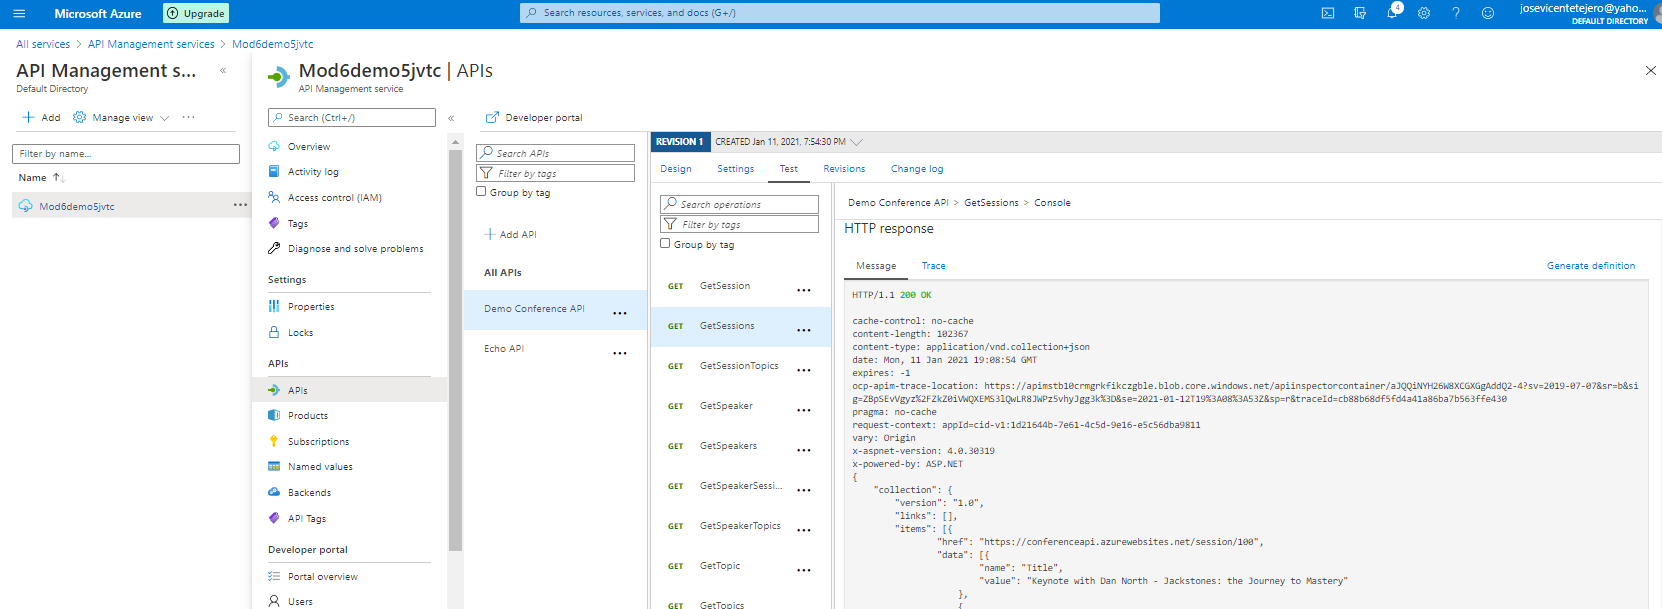 Microsoft Azure
Upgrade
Search resources, services, and docs (G+/)
4
josevicentetejero@yaho...
DEFAULT DIRECTORY
All services > API Management services > Mod6demo5jvtc
API Management s...
Default Directory
Add
Manage view
Filter by name...
Name
Mod6demo5jvtc
Mod6demo5jvtc | APIs
API Management service
Search (Ctrl+/)
Overview
Activity log
Access control (IAM)
Tags
Diagnose and solve problems
Settings
Properties
Locks
APIs
APIs
Products
Subscriptions
Named values
Backends
API Tags
Developer portal
Portal overview
Users
Developer portal
Search APIs
Filter by tags
Group by tag
Add API
All APIs
Demo Conference API
Echo API
REVISION 1
CREATED Jan 11, 2021, 7:54:30 PM
Design
Settings
Test
Revisions
Change log
Search operations
Filter by tags
Group by tag
GET GetSession
GET GetSessions
GET GetSessionTopics
GET GetSpeaker
GET GetSpeakers
GET GetSpeakerSessi...
GET GetSpeakerTopics
GET GetTopic
GET GetTopics
Demo Conference API > GetSessions > Console
HTTP response
Message
Trace
Generate definition
HTTP/1.1 200 OK
cache-control: no-cache
content-length: 102367
content-type: application/vnd.collection+json
date: Mon, 11 Jan 2021 19:08:54 GMT
expires: -1
ocp-apim-trace-location: https://apimstb10crmgrkfikczgble.blob.core.windows.net/apiinspectorcontainer/aJQQiNYH26W8XCGXGgAddQ2-4?sv=2019-07-07&sr=b&si
g=ZBpSEvVgyz%2FZkZ0iVWQXEMS3lQwLR8JWPz5vhyJgg3k%3D&se=2021-01-12T19%3A08%3A53Z&sp=r&traceId=cb88b68df5fd4a41a86ba7b563ffe430
pragma: no-cache
request-context: appId=cid-v1:1d21644b-7e61-4c5d-9e16-e5c56dba9811
vary: Origin
x-aspnet-version: 4.0.30319
x-powered-by: ASP.NET
{
"collection": {
"version": "1.0",
"links": [],
"items": [{
"href": "https://conferenceapi.azurewebsites.net/session/100",
"data": [{
"name": "Title",
"value": "Keynote with Dan North - Jackstones: the Journey to Mastery"
},
{